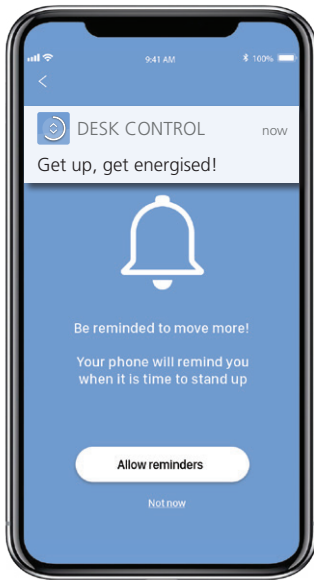 9:41 AM
100%
DESK CONTROL
now
Get up, get energised!
Be reminded to move more!
Your phone will remind you
when it is time to stand up
Allow reminders
Not now